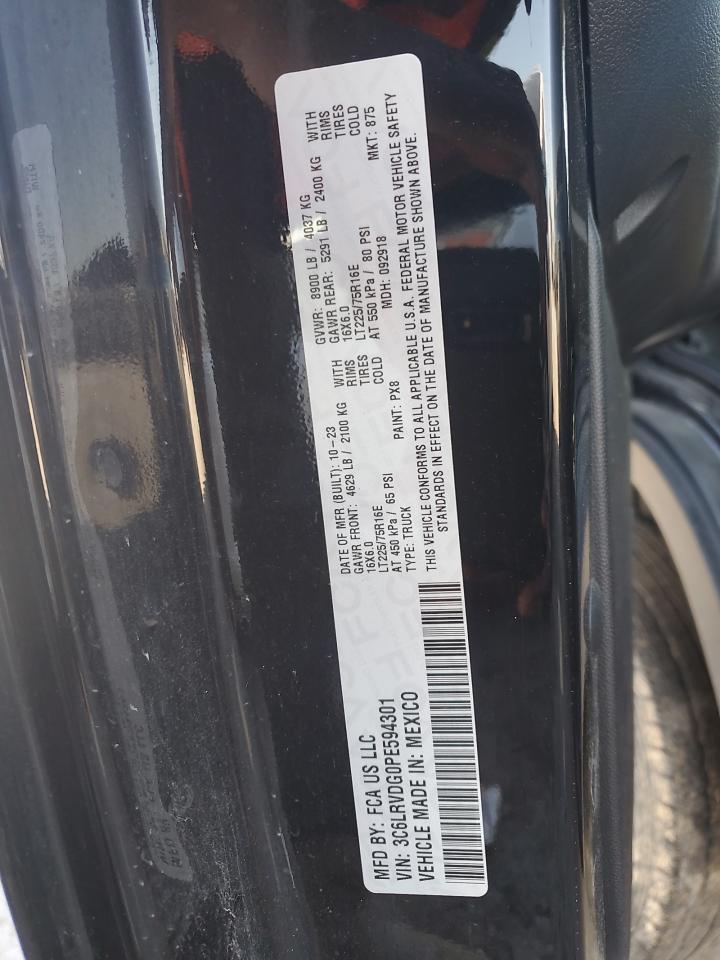 MFD BY: FCA US LLC
VIN: 3C6LRVDG0PE594301
VEHICLE MADE IN: MEXICO
DATE OF MFR (BUILT): 10-23 GVWR: 8900 LB / 4037 KG
GAWR FRONT: 4629 LB / 2100 KG WITH GAWR REAR: 5291 LB / 2400 KG WITH
16X6.0 RIMS 16X6.0 RIMS
LT225/75R16E TIRES LT225/75R16E TIRES
AT 450 kPa / 65 PSI COLD AT 550 kPa / 80 PSI COLD
TYPE: TRUCK PAINT: PX8 MDH: 092918 MKT: 875
THIS VEHICLE CONFORMS TO ALL APPLICABLE U.S.A. FEDERAL MOTOR VEHICLE SAFETY
STANDARDS IN EFFECT ON THE DATE OF MANUFACTURE SHOWN ABOVE.